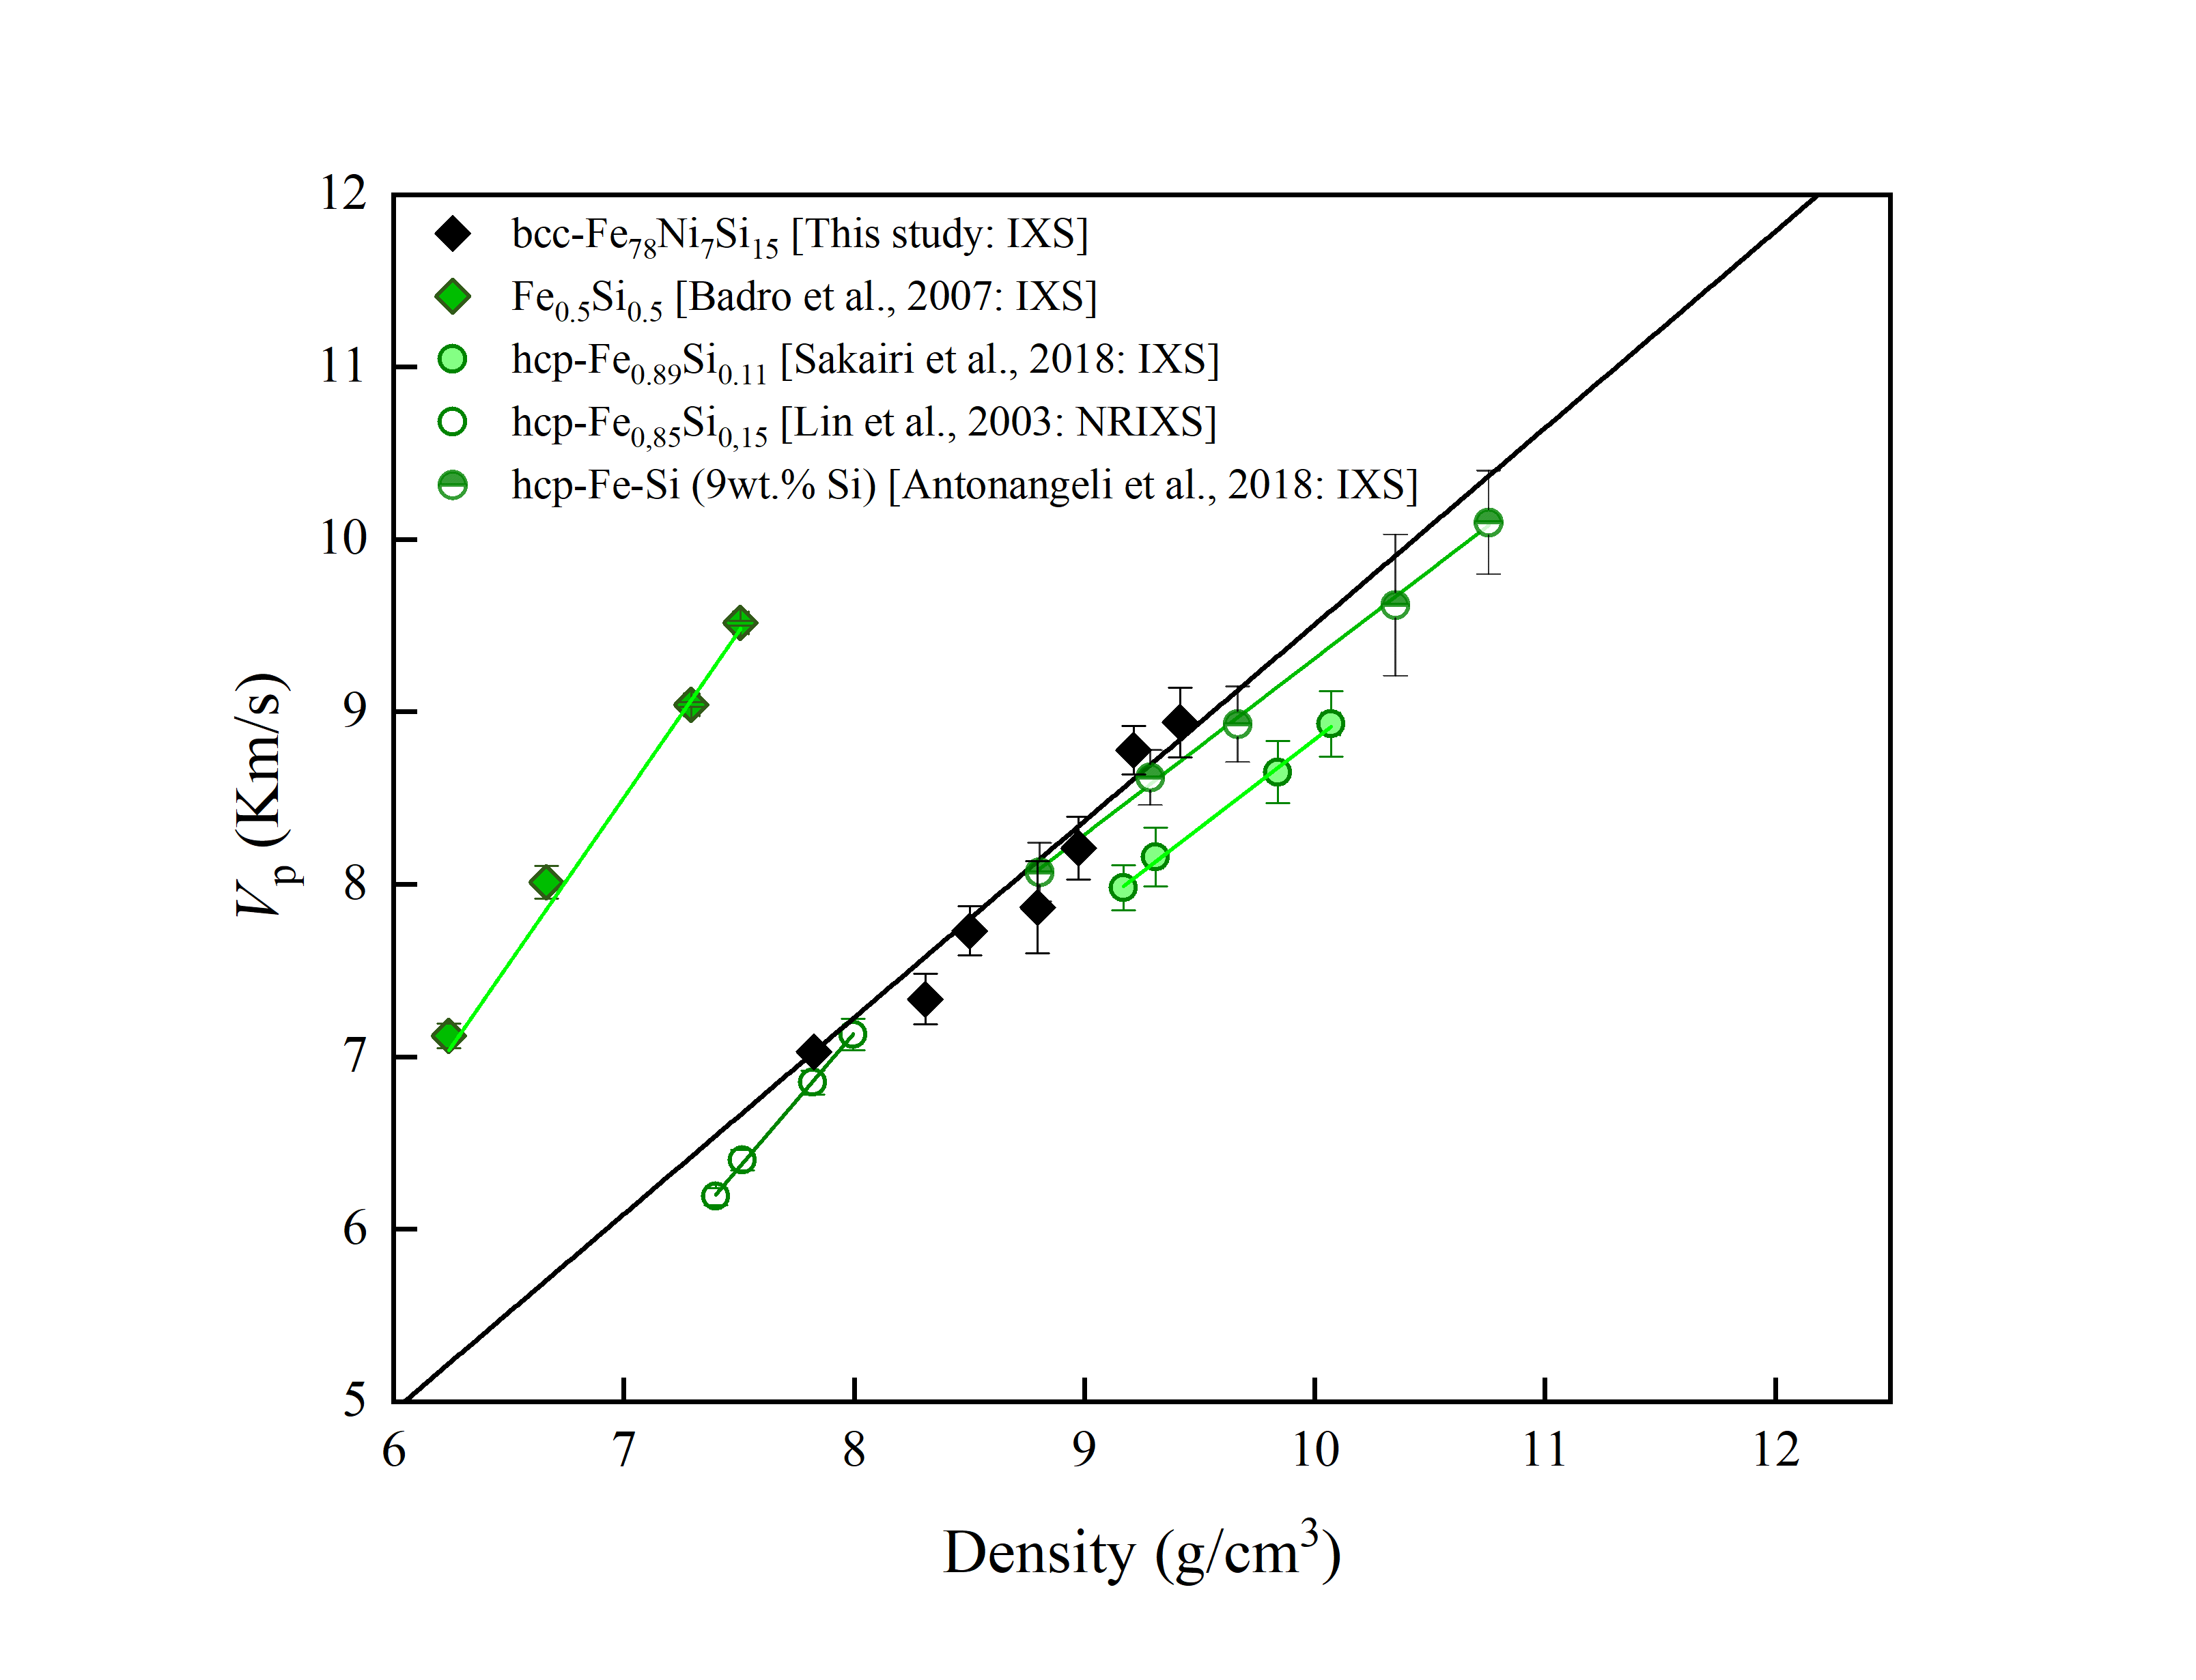 12
11
10
9
8
7
6
5
V_p (Km/s)
bcc-Fe₇₈Ni₇Si₁₅ [This study: IXS]
Fe₀.₅Si₀.₅ [Badro et al., 2007: IXS]
hcp-Fe₀.₈₉Si₀.₁₁ [Sakairi et al., 2018: IXS]
hcp-Fe₀,₈₅Si₀,₁₅ [Lin et al., 2003: NRIXS]
hcp-Fe-Si (9wt.% Si) [Antonangeli et al., 2018: IXS]
6 7 8 9 10 11 12
Density (g/cm³)